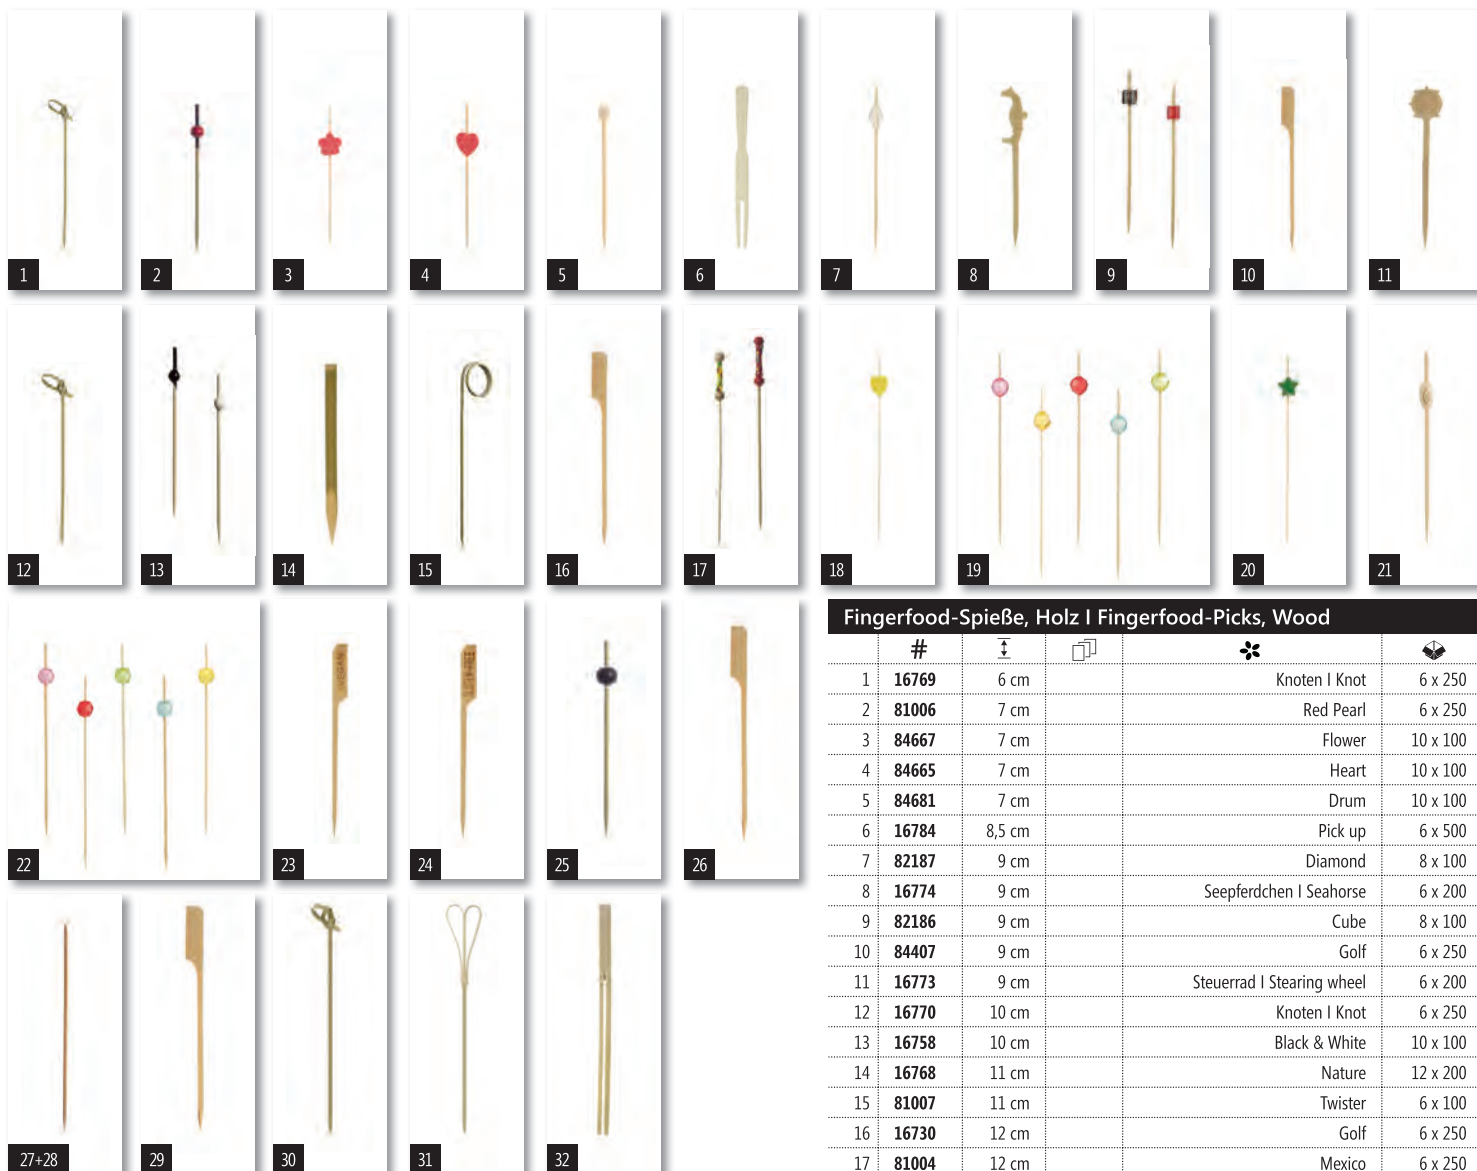 1 2 3 4 5 6 7 8 9 10 11
12 13 14 15 16 17 18 19 20 21
VEGAN
22 23 24 25 26
27+28 29 30 31 32
Fingerfood-Spieße, Holz I Fingerfood-Picks, Wood
#
1 16769 6 cm Knoten I Knot 6 x 250
2 81006 7 cm Red Pearl 6 x 250
3 84667 7 cm Flower 10 x 100
4 84665 7 cm Heart 10 x 100
5 84681 7 cm Drum 10 x 100
6 16784 8,5 cm Pick up 6 x 500
7 82187 9 cm Diamond 8 x 100
8 16774 9 cm Seepferdchen I Seahorse 6 x 200
9 82186 9 cm Cube 8 x 100
10 84407 9 cm Golf 6 x 250
11 16773 9 cm Steuerrad I Stearing wheel 6 x 200
12 16770 10 cm Knoten I Knot 6 x 250
13 16758 10 cm Black & White 10 x 100
14 16768 11 cm Nature 12 x 200
15 81007 11 cm Twister 6 x 100
16 16730 12 cm Golf 6 x 250
17 81004 12 cm Mexico 6 x 250